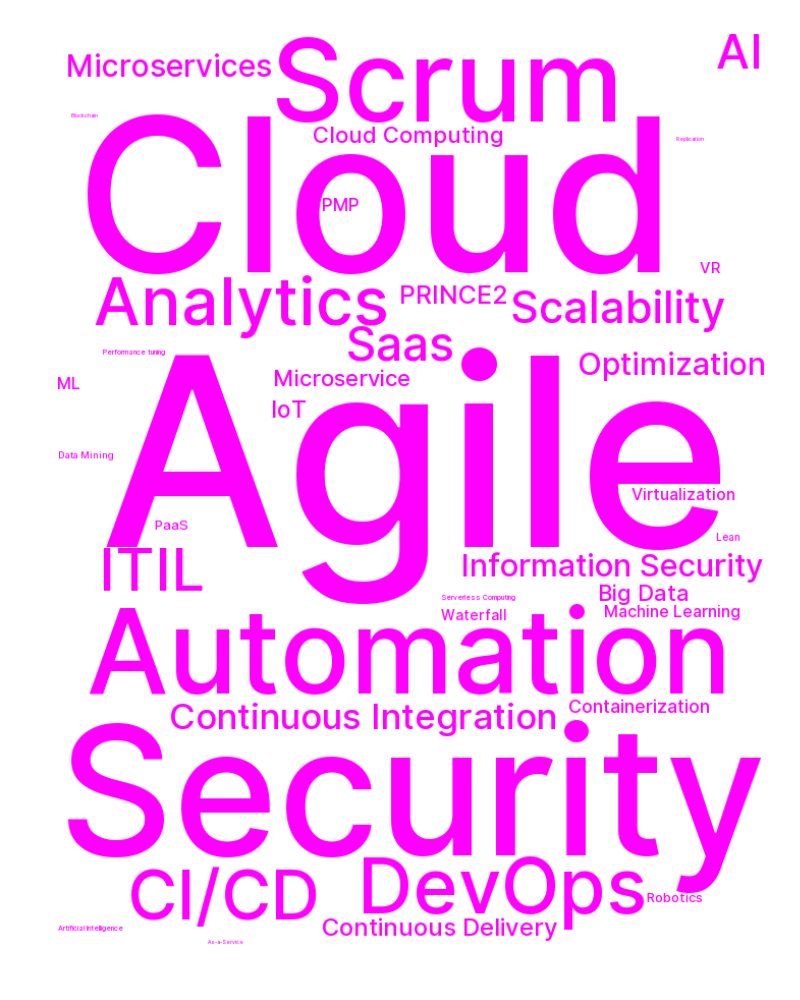 AI
Microservices
Scrum
Blockchain
Cloud Computing
Replication
Cloud
PMP
VR
Analytics
PRINCE2
Scalability
Saas
Performance tuning
Optimization
ML
Microservice
IoT
Agile
Data Mining
Virtualization
PaaS
Lean
ITIL
Information Security
Big Data
Serverless Computing
Machine Learning
Waterfall
Automation
Containerization
Continuous Integration
Security
CI/CD
DevOps
Robotics
Continuous Delivery
Artificial Intelligence
As-a-Service